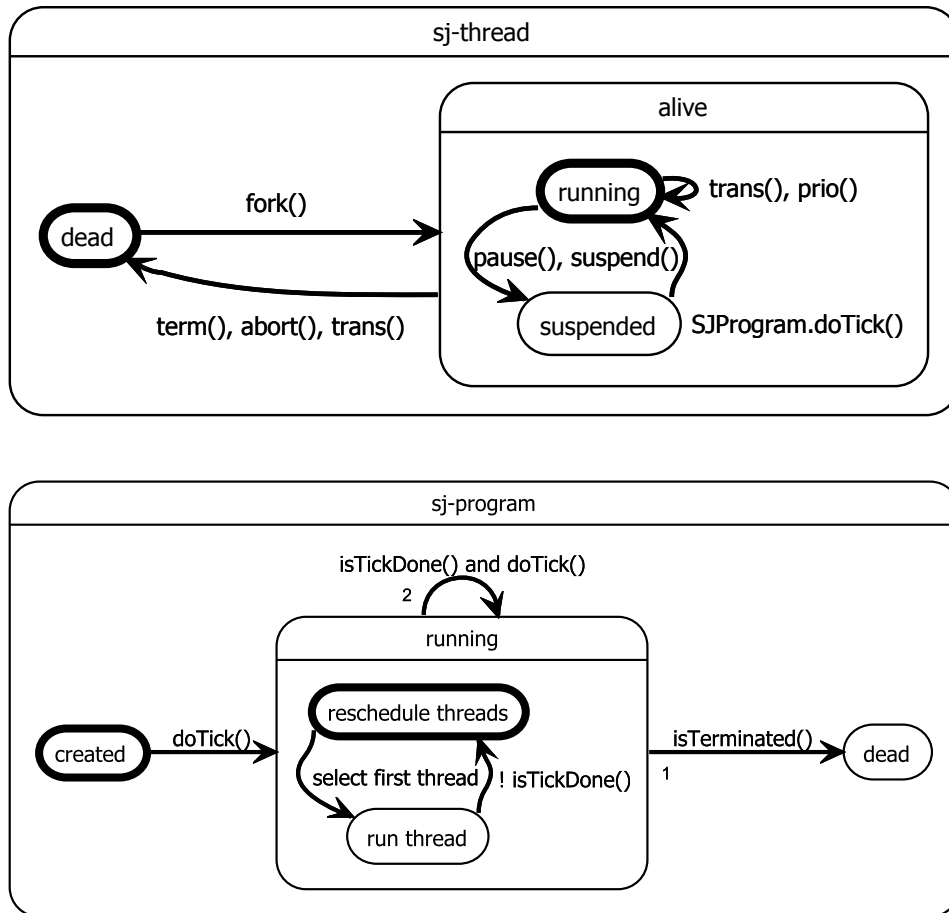 sj-thread
alive
running
trans(), prio()
fork()
dead
pause(), suspend()
term(), abort(), trans()
suspended
SJProgram.doTick()
sj-program
isTickDone() and doTick()
2
running
reschedule threads
created
doTick()
select first thread
! isTickDone()
run thread
isTerminated()
1
dead